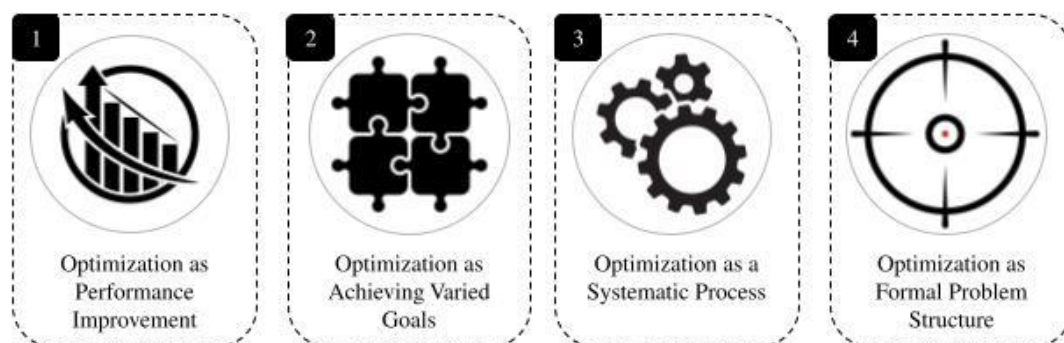 1
Optimization as
Performance
Improvement
2
Optimization as
Achieving Varied
Goals
3
Optimization as a
Systematic Process
4
Optimization as
Formal Problem
Structure